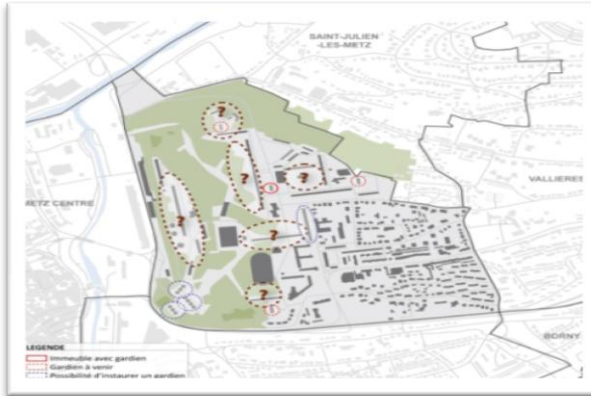 SAINT-JULIEN
-LES-METZ
?
?
?
?
?
?
METZ CENTRE
VALLIERES
BORNY
LEGENDE
Immeuble avec gardien
Gardien à venir
Possibilité d'instaurer un gardien